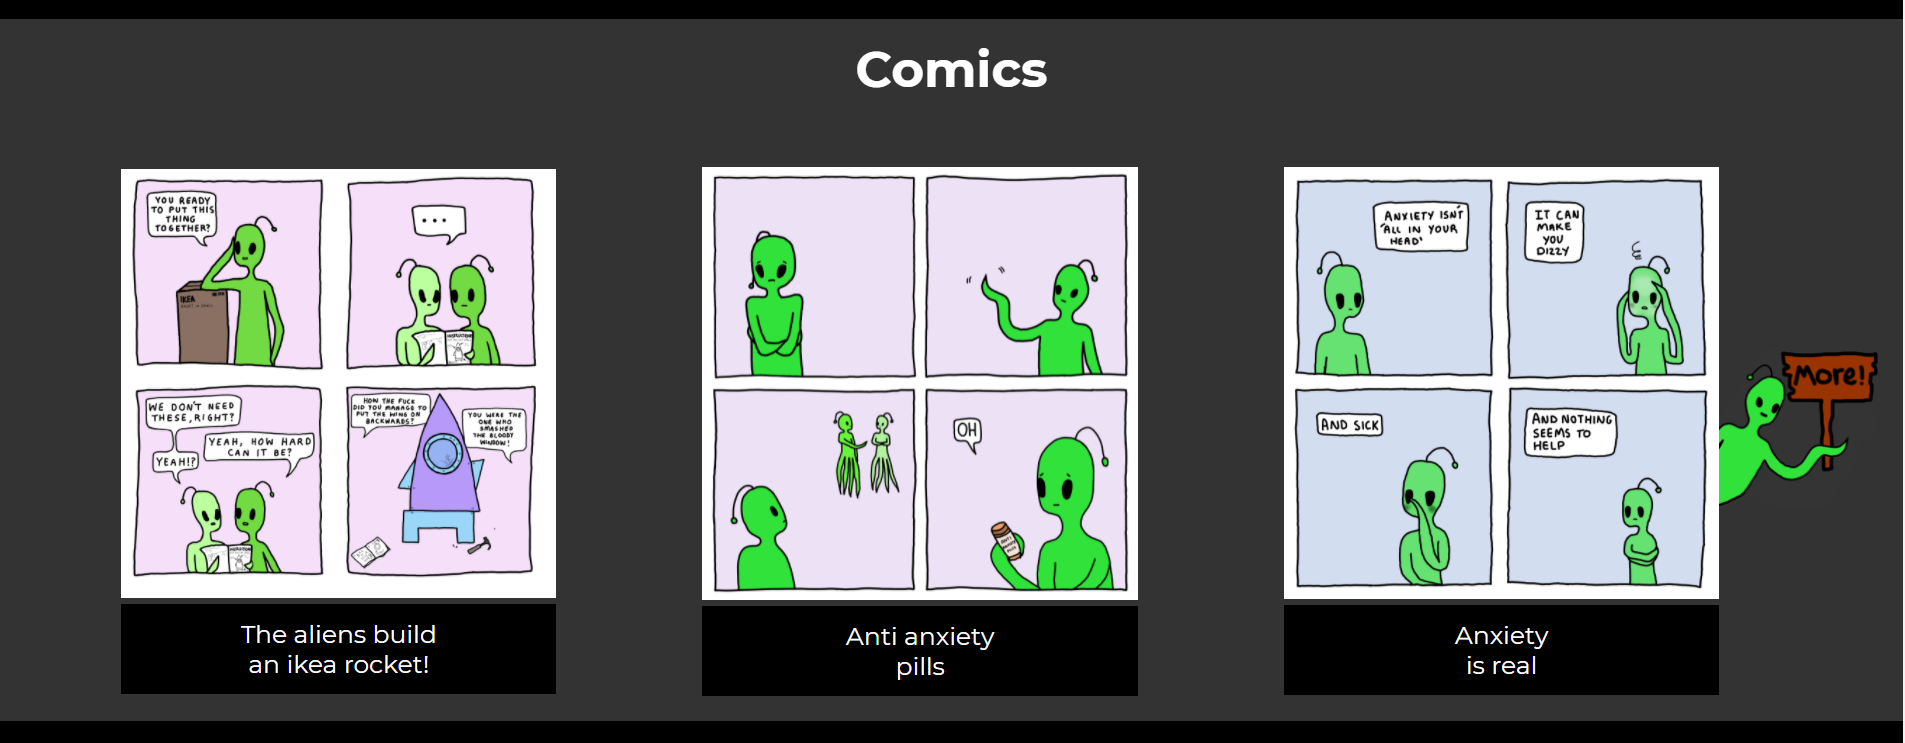 Comics
YOU READY
TO PUT THIS
THING
TOGETHER?
IKEA
...
INSTRUCTIONS
WE DON'T NEED
THESE, RIGHT?
YEAH, HOW HARD
CAN IT BE?
YEAH!?
HOW THE FUCK
DID YOU MANAGE TO
PUT THE WING ON
BACKWARDS?
YOU WERE THE
ONE WHO
SMASHED
THE BLOODY
WINDOW!
The aliens build
an ikea rocket!
OH
ANTI
ANXIETY
PILLS
Anti anxiety
pills
ANXIETY ISN'T
'ALL IN YOUR
HEAD'
IT CAN
MAKE
YOU
DIZZY
AND SICK
AND NOTHING
SEEMS TO
HELP
Anxiety
is real
More!